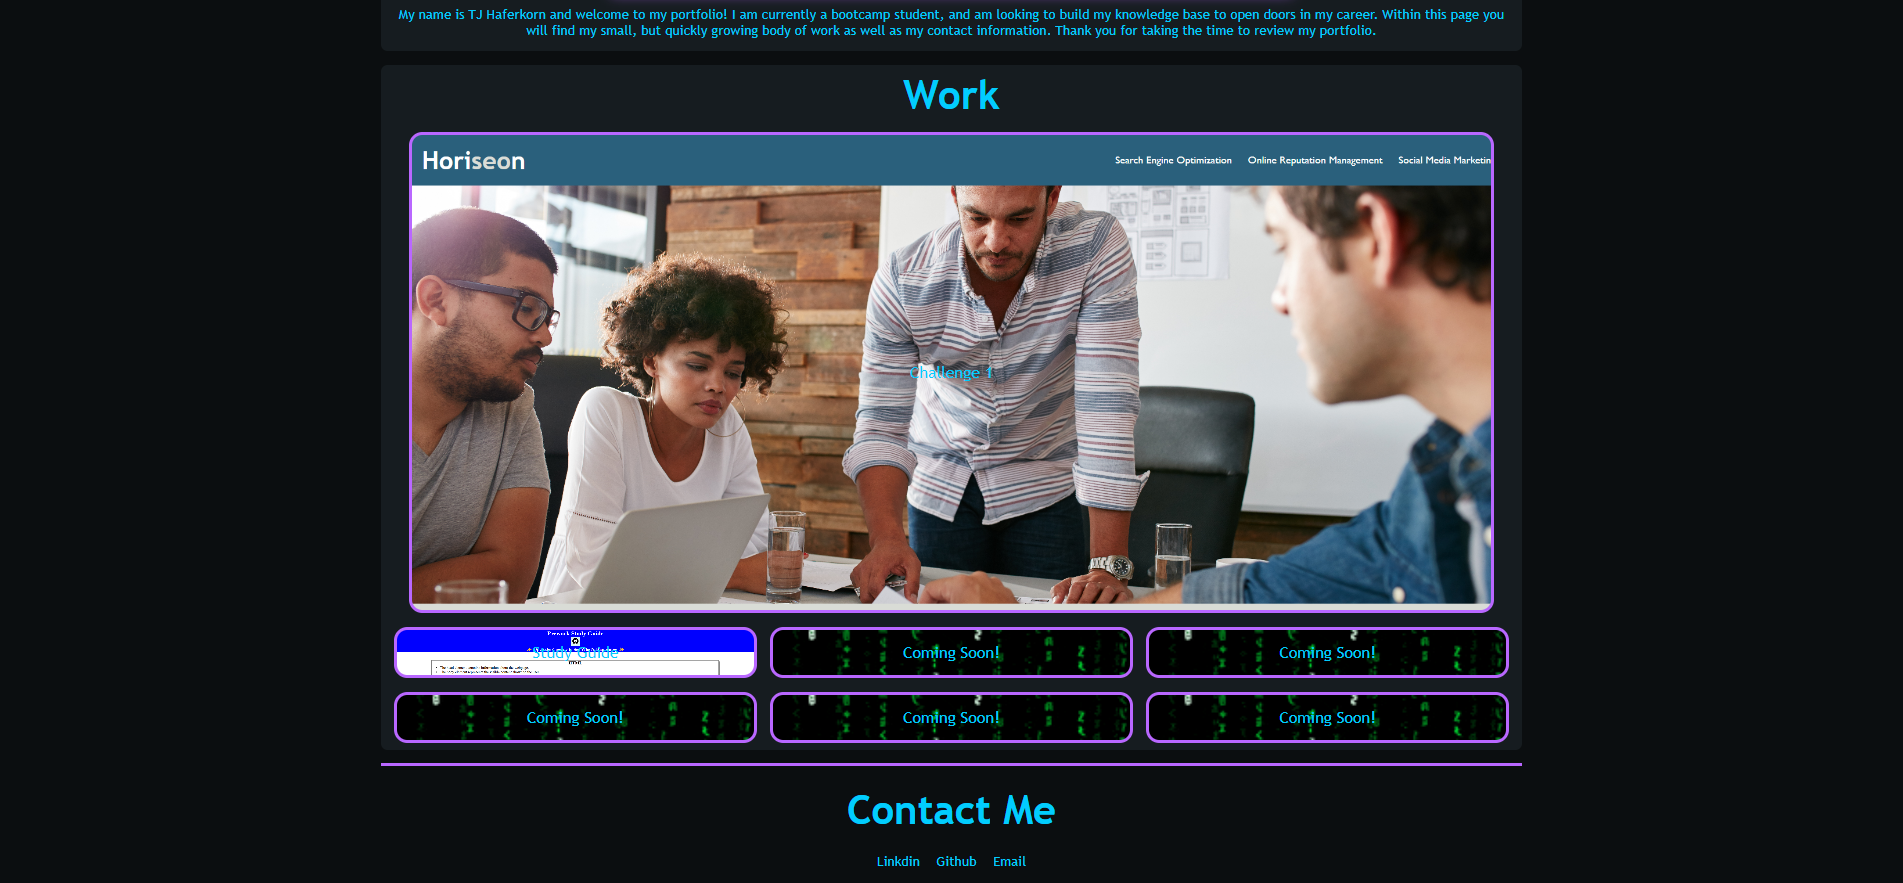 My name is TJ Haferkorn and welcome to my portfolio! I am currently a bootcamp student, and am looking to build my knowledge base to open doors in my career. Within this page you
will find my small, but quickly growing body of work as well as my contact information. Thank you for taking the time to review my portfolio.
Work
Horiseon
Search Engine Optimization Online Reputation Management Social Media Marketin
Challenge 1
Prework Study Guide
Study Guide
Coming Soon!
Coming Soon!
Coming Soon!
Coming Soon!
Coming Soon!
Contact Me
Linkdin Github Email